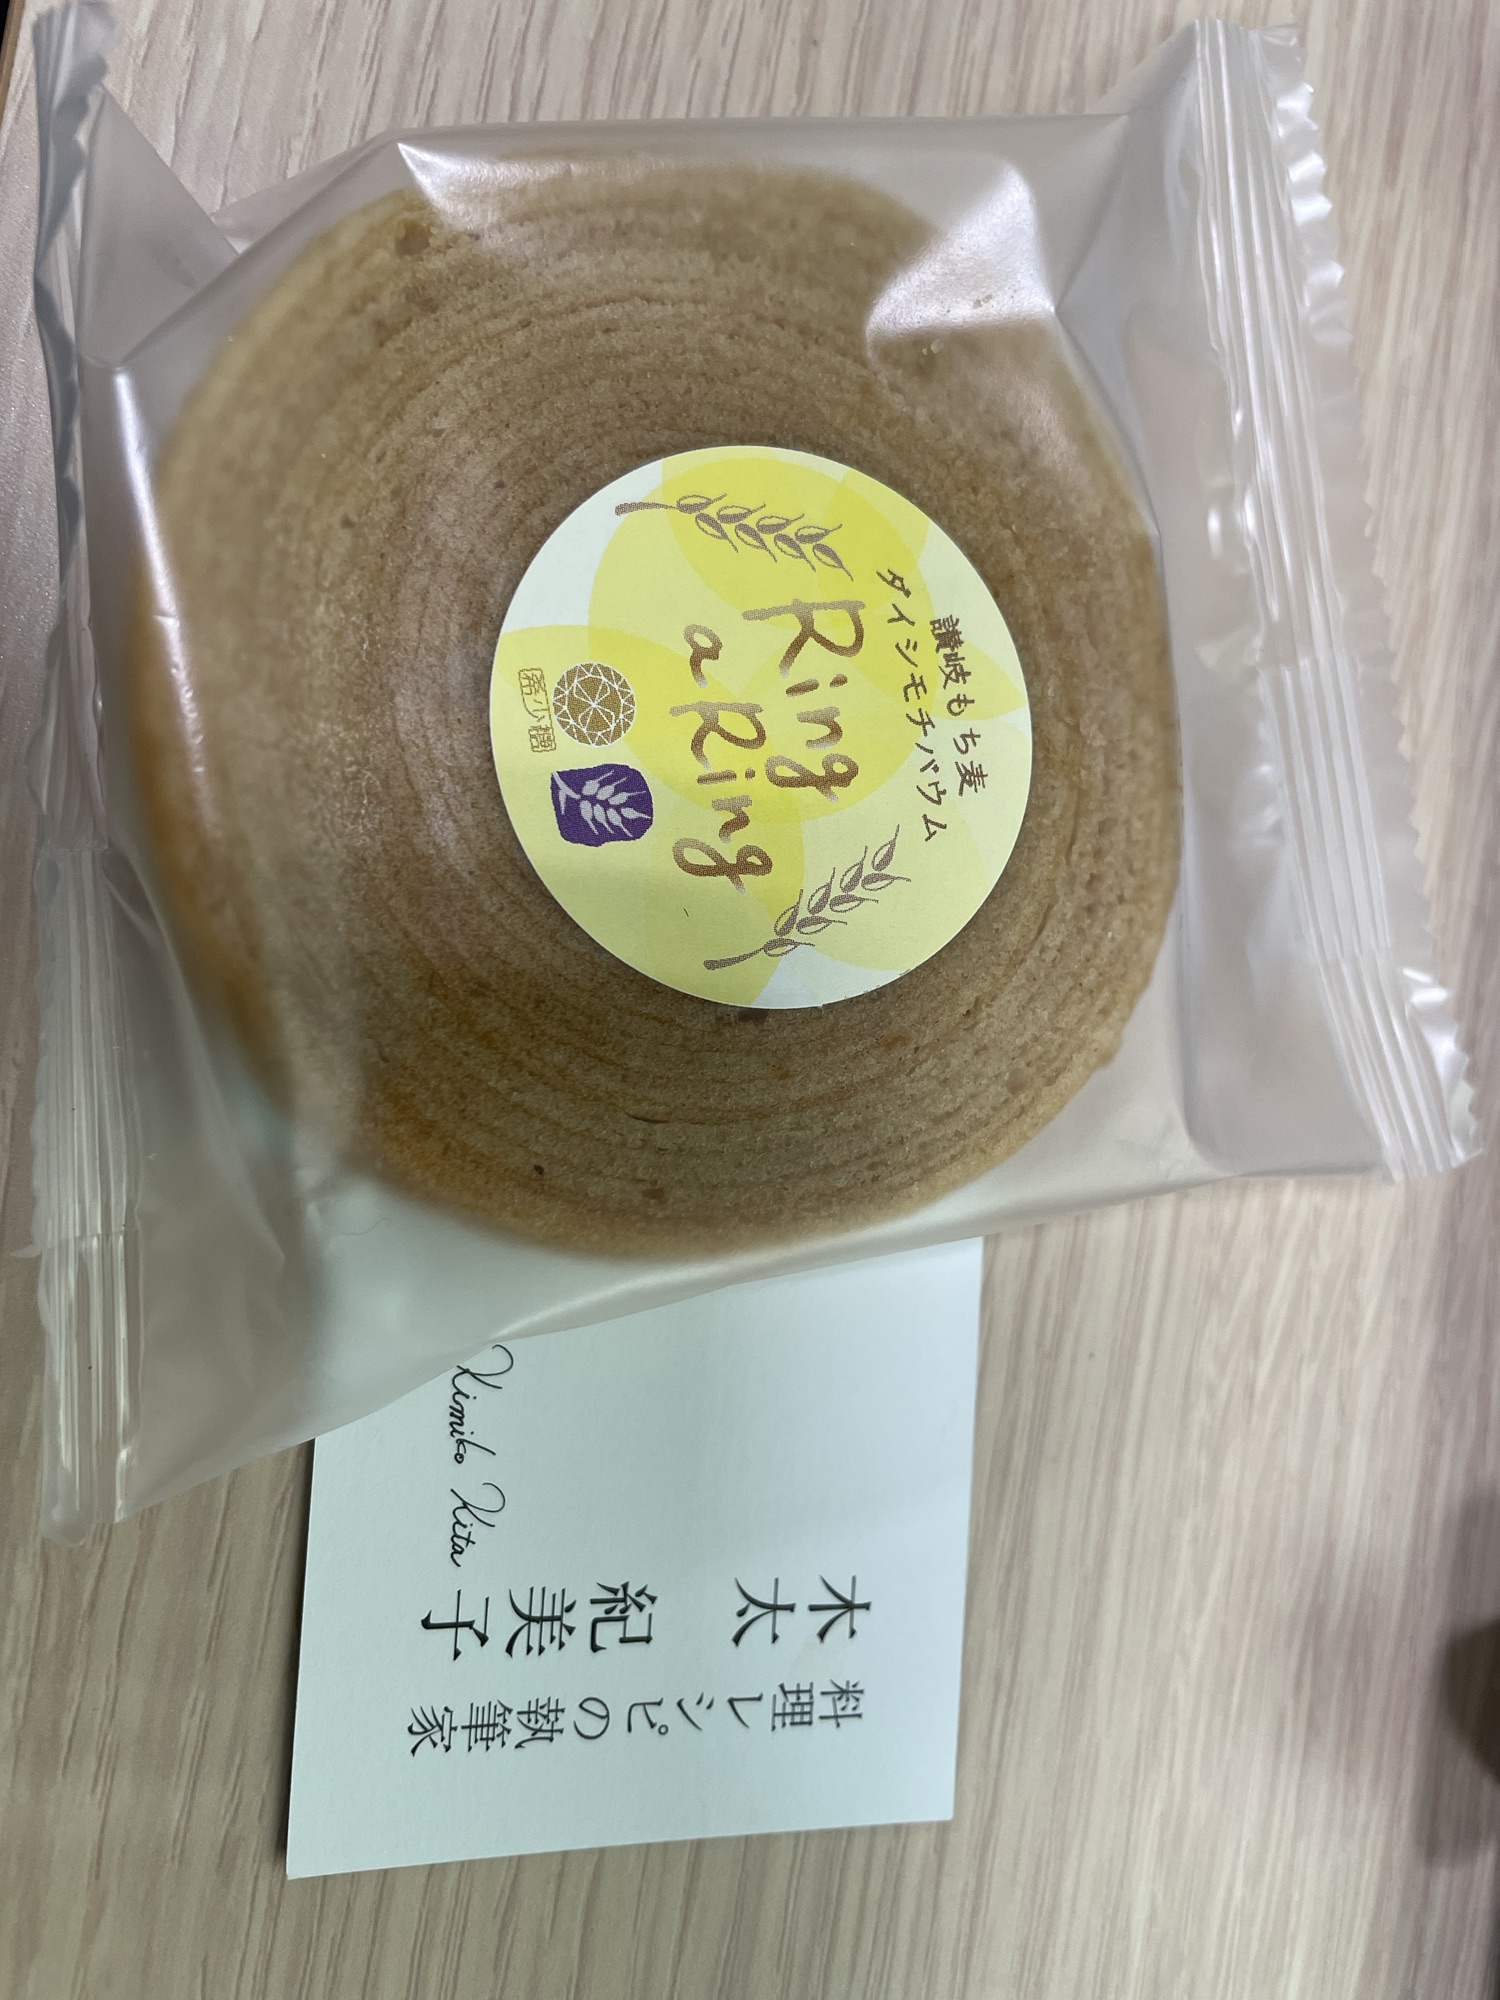 讃岐もち麦
ダイシモチバウム
Ring
a Ring
料理レシピの執筆家
木太 紀美子
Kimiko Kita